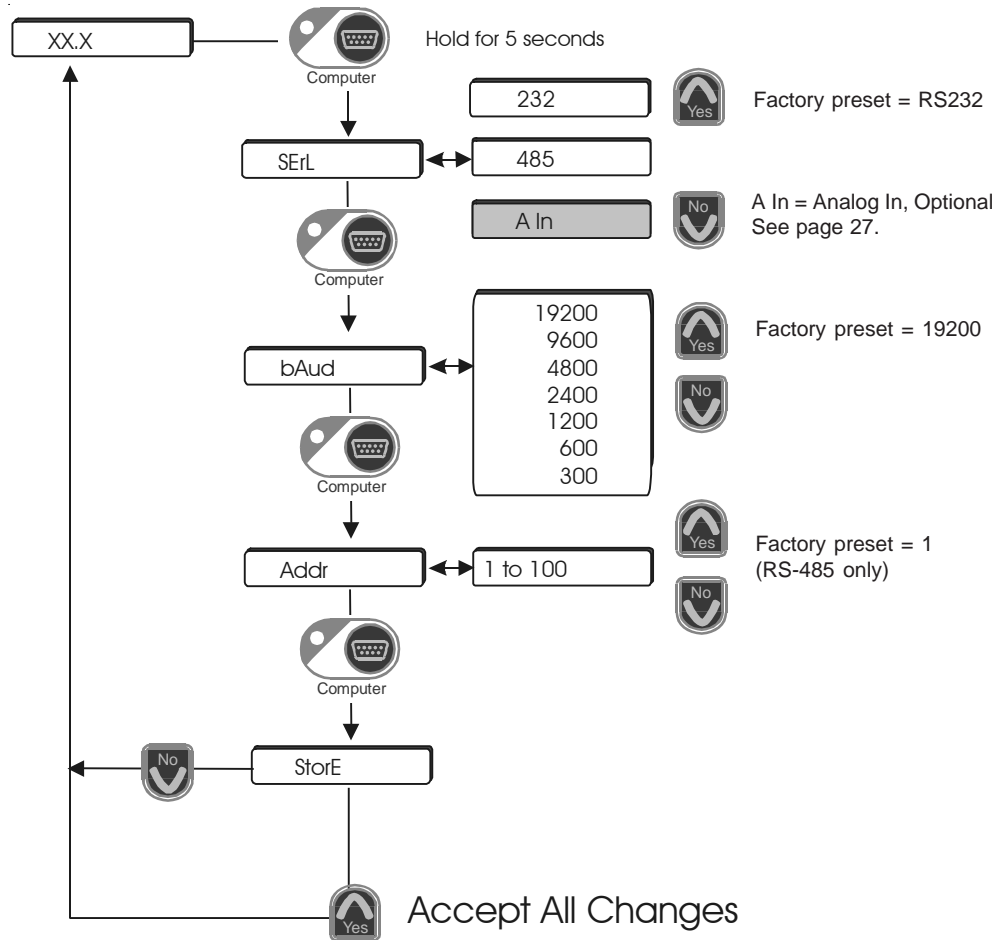 XX.X
Hold for 5 seconds
Computer
232
Yes
Factory preset = RS232
SErL
485
A In
No
A In = Analog In, Optional
See page 27.
Computer
19200
9600
4800
2400
1200
600
300
Yes
Factory preset = 19200
bAud
No
Computer
Yes
Factory preset = 1
(RS-485 only)
Addr
1 to 100
No
Computer
No
StorE
Yes
Accept All Changes